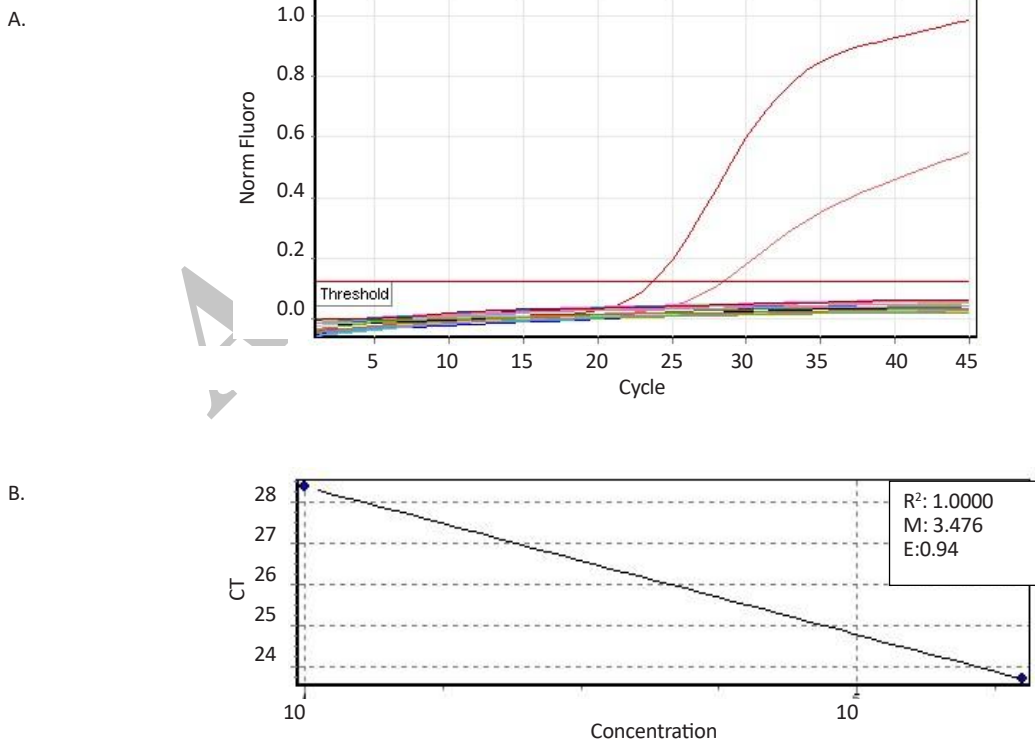 A.
1.0
0.8
0.6
0.4
0.2
0.0
Norm Fluoro
Threshold
5 10 15 20 25 30 35 40 45
Cycle
B.
28
27
26
25
24
CT
R²: 1.0000
M: 3.476
E:0.94
10 10
Concentration